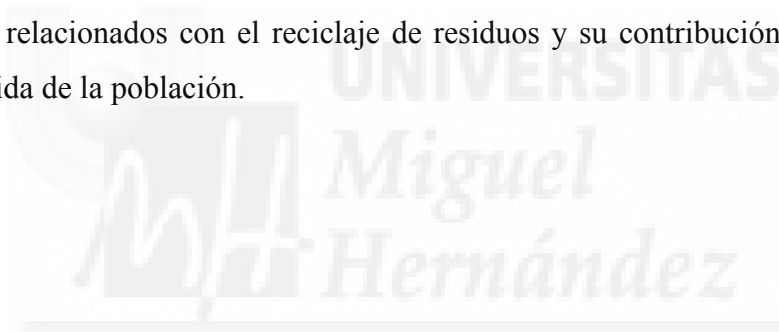 relacionados con el reciclaje de residuos y su contribución
ida de la población.
UNIVERSITAS
Miguel
Hernández